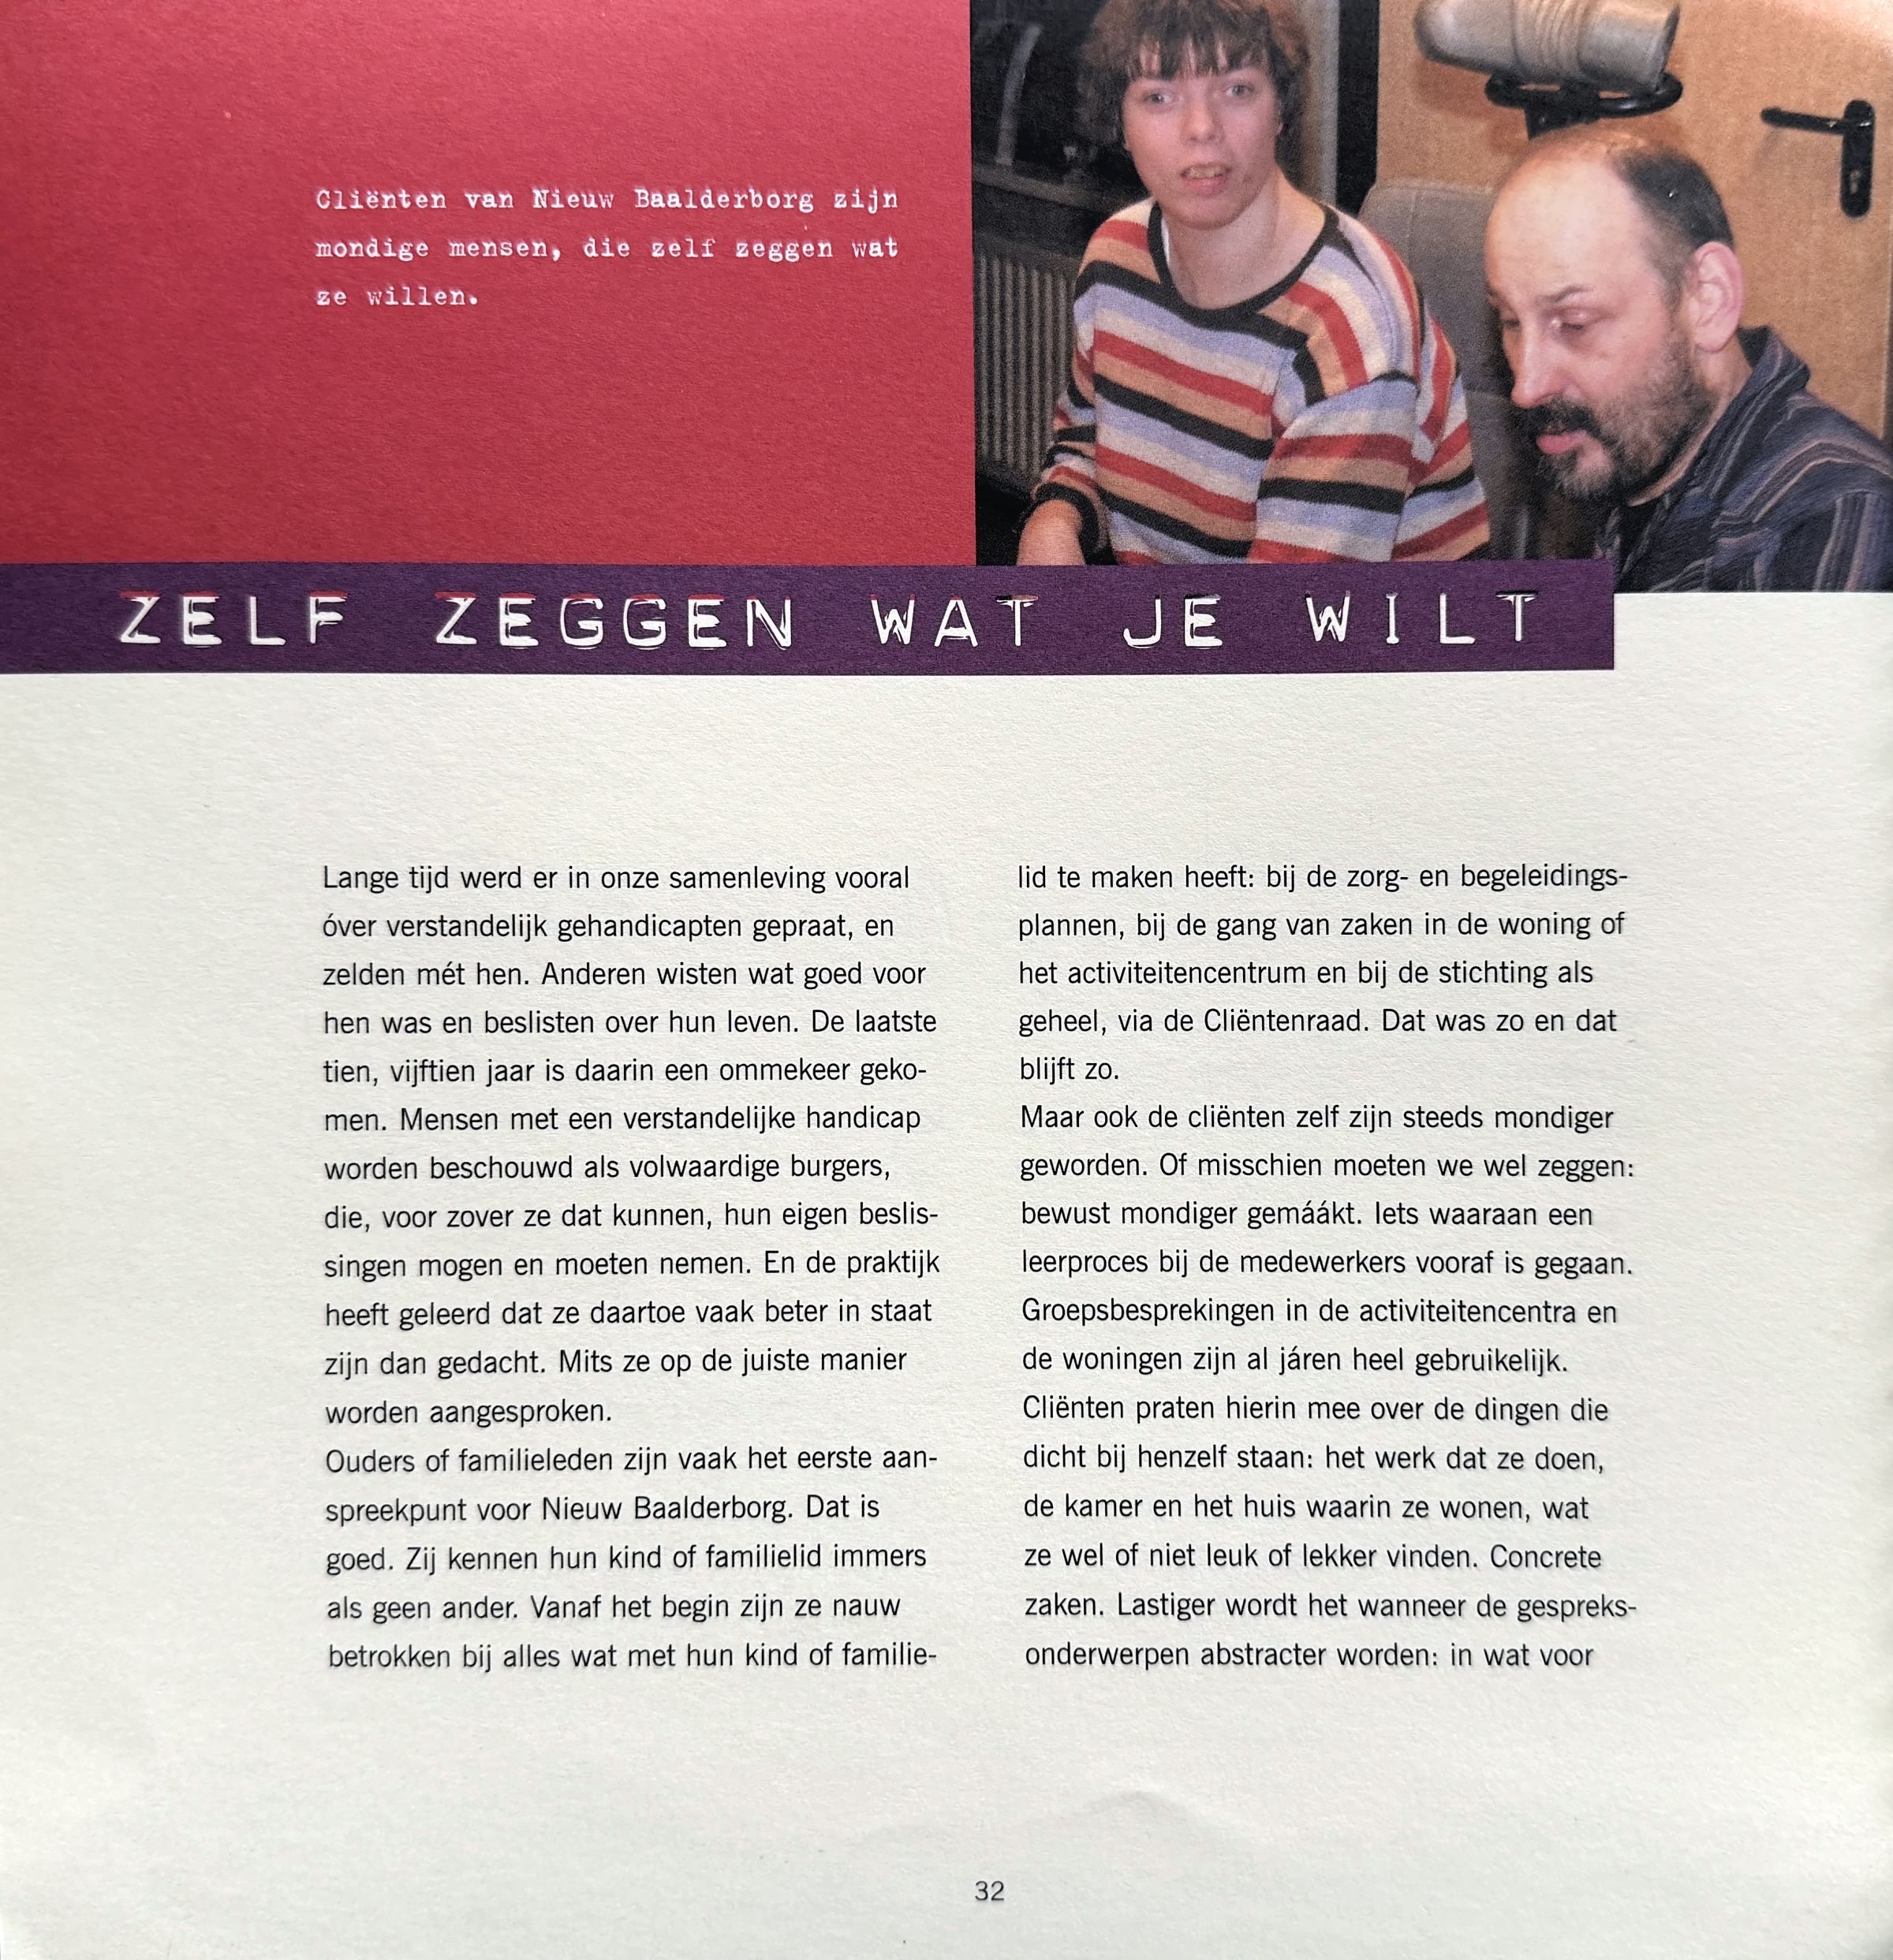 Cliënten van Nieuw Baalderborg zijn
mondige mensen, die zelf zeggen wat
ze willen.
ZELF ZEGGEN WAT JE WILT
Lange tijd werd er in onze samenleving vooral
óver verstandelijk gehandicapten gepraat, en
zelden mét hen. Anderen wisten wat goed voor
hen was en beslisten over hun leven. De laatste
tien, vijftien jaar is daarin een ommekeer geko-
men. Mensen met een verstandelijke handicap
worden beschouwd als volwaardige burgers,
die, voor zover ze dat kunnen, hun eigen beslis-
singen mogen en moeten nemen. En de praktijk
heeft geleerd dat ze daartoe vaak beter in staat
zijn dan gedacht. Mits ze op de juiste manier
worden aangesproken.
Ouders of familieleden zijn vaak het eerste aan-
spreekpunt voor Nieuw Baalderborg. Dat is
goed. Zij kennen hun kind of familielid immers
als geen ander. Vanaf het begin zijn ze nauw
betrokken bij alles wat met hun kind of familie-
lid te maken heeft: bij de zorg- en begeleidings-
plannen, bij de gang van zaken in de woning of
het activiteitencentrum en bij de stichting als
geheel, via de Cliëntenraad. Dat was zo en dat
blijft zo.
Maar ook de cliënten zelf zijn steeds mondiger
geworden. Of misschien moeten we wel zeggen:
bewust mondiger gemáákt. Iets waaraan een
leerproces bij de medewerkers vooraf is gegaan.
Groepsbesprekingen in de activiteitencentra en
de woningen zijn al járen heel gebruikelijk.
Cliënten praten hierin mee over de dingen die
dicht bij henzelf staan: het werk dat ze doen,
de kamer en het huis waarin ze wonen, wat
ze wel of niet leuk of lekker vinden. Concrete
zaken. Lastiger wordt het wanneer de gespreks-
onderwerpen abstracter worden: in wat voor
32